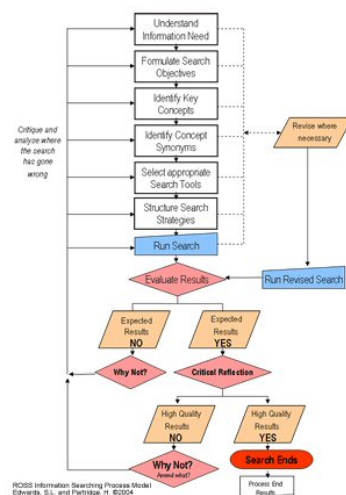 Understand
Information Need
Formulate Search
Objectives
Identify Key
Concepts
Critique and
analyse where
the search
has gone
wrong
Identify Concept
Synonyms
Revise where
necessary
Select appropriate
Search Tools
Structure Search
Strategies
Run Search
Evaluate Results
Run Revised Search
Expected
Results
NO
Expected
Results
YES
Why Not?
Critical Reflection
High Quality
Results
NO
High Quality
Results
YES
Why Not?
Amend what?
Search Ends
Process End
Results
ROSS Information Searching Process Model
Edwards, S.L. and Partridge, H. ©2004